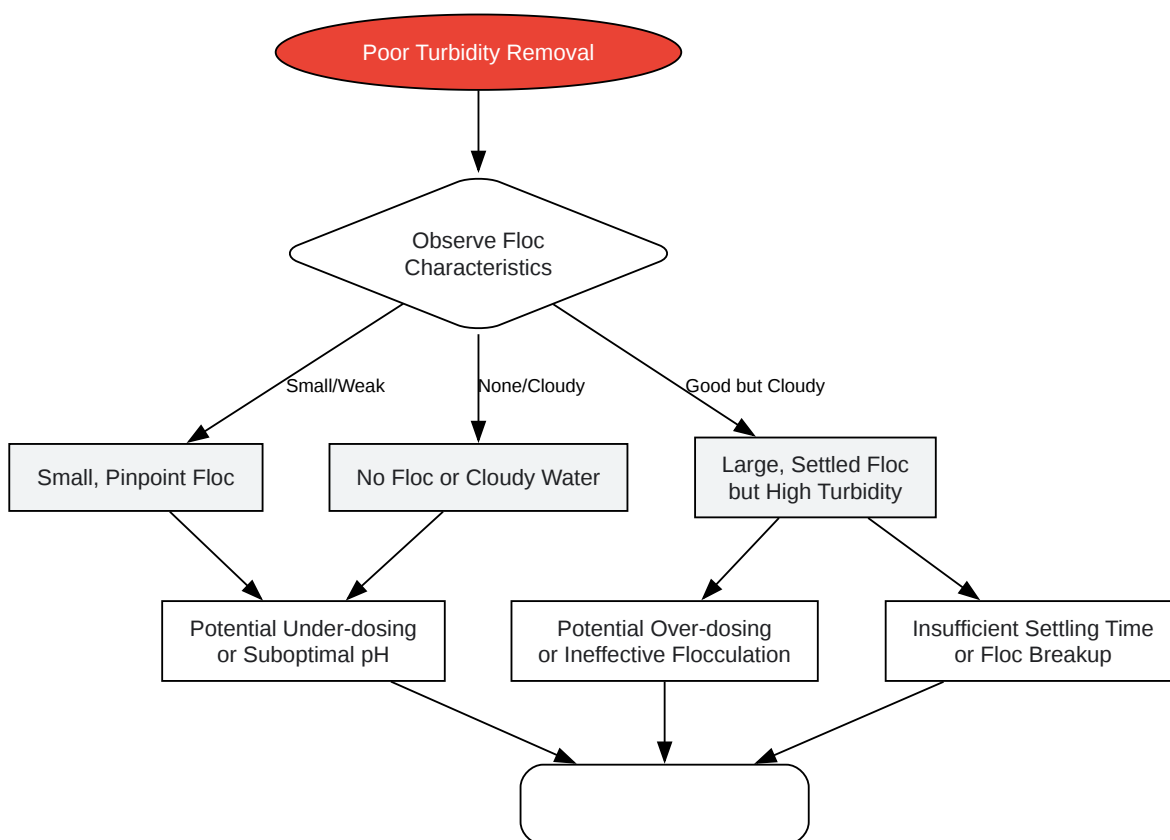 Poor Turbidity Removal
Observe Floc
Characteristics
Small/Weak
None/Cloudy
Good but Cloudy
Small, Pinpoint Floc
No Floc or Cloudy Water
Large, Settled Floc
but High Turbidity
Potential Under-dosing
or Suboptimal pH
Potential Over-dosing
or Ineffective Flocculation
Insufficient Settling Time
or Floc Breakup